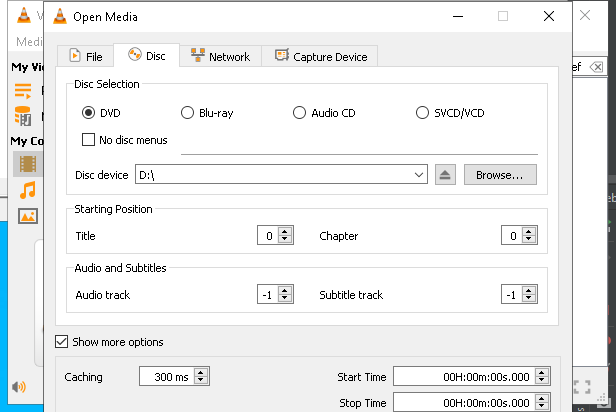 Open Media
V
Medi
File
Disc
Network
Capture Device
ef
My Vi
My Co
Disc Selection
DVD
Blu-ray
Audio CD
SVCD/VCD
No disc menus
Disc device
D:\
Browse...
Starting Position
Title
0
Chapter
0
Audio and Subtitles
Audio track
-1
Subtitle track
-1
Show more options
Caching
300 ms
Start Time
00H:00m:00s.000
Stop Time
00H:00m:00s.000